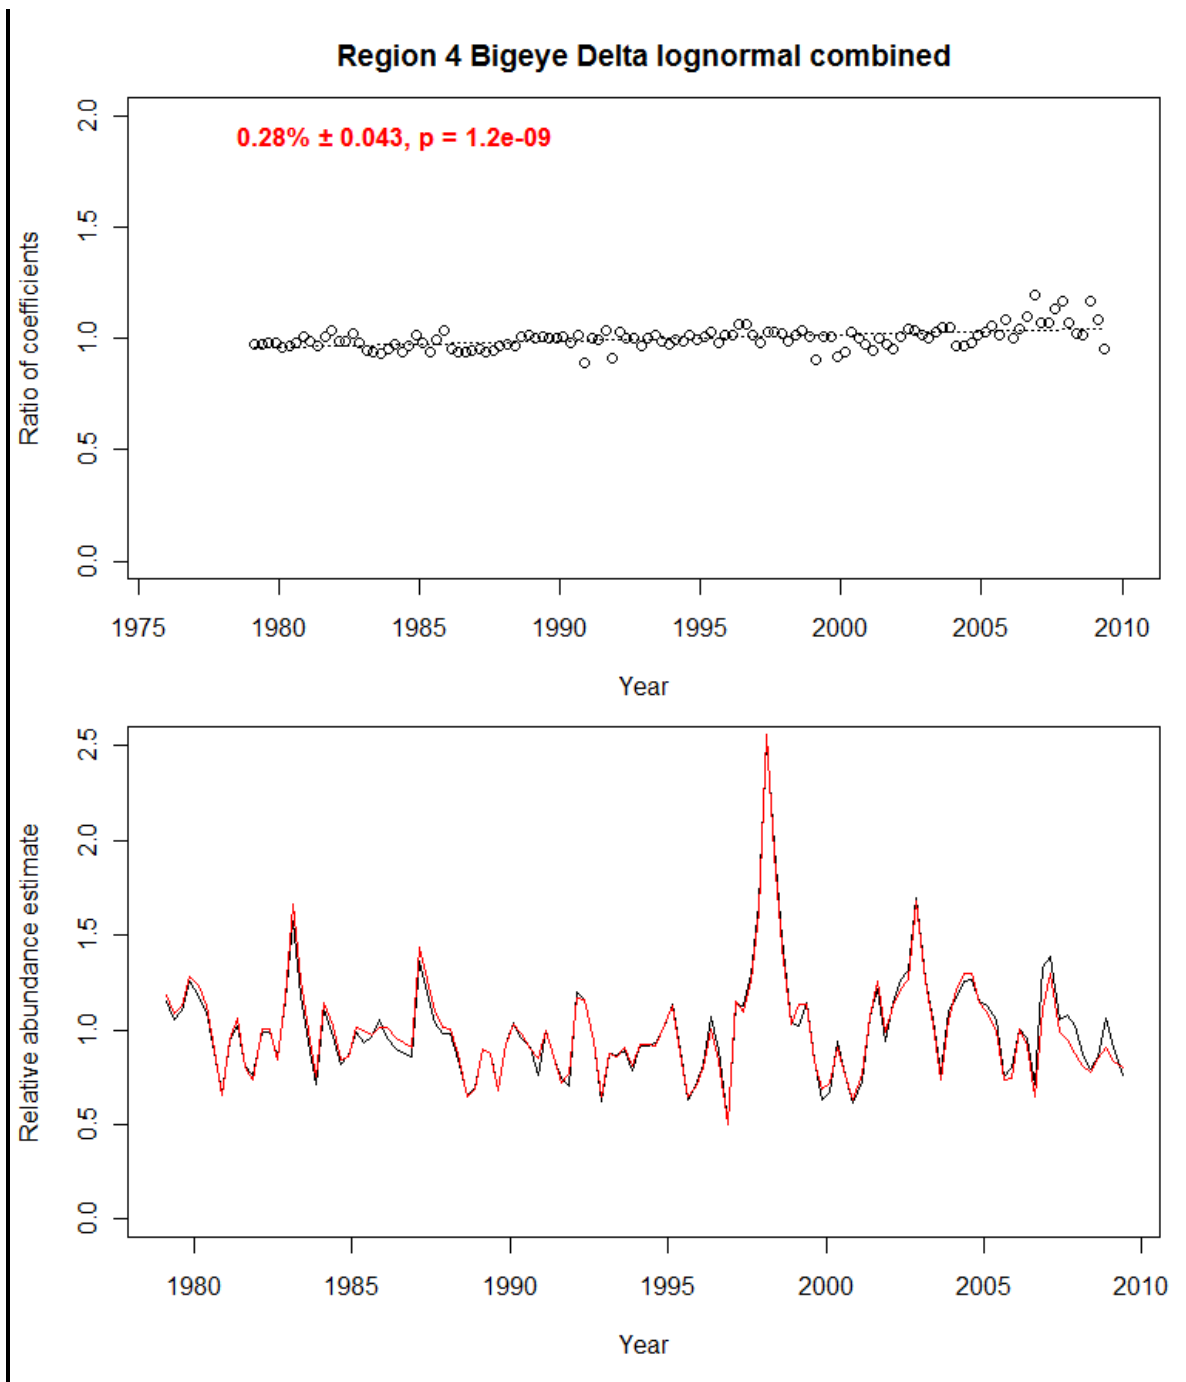 Region 4 Bigeye Delta lognormal combined
0.28% ± 0.043, p = 1.2e-09
Ratio of coefficients
2.0
1.5
1.0
0.5
0.0
1975 1980 1985 1990 1995 2000 2005 2010
Year
Relative abundance estimate
2.5
2.0
1.5
1.0
0.5
0.0
1980 1985 1990 1995 2000 2005 2010
Year